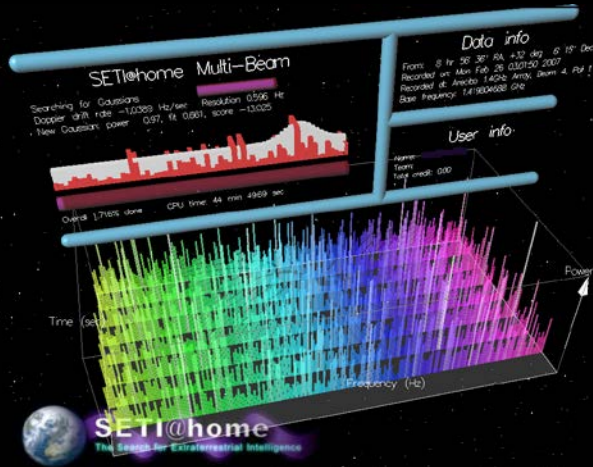 SETI@home Multi-Beam
Searching for Gaussians
Doppler drift rate -1.0389 Hz/sec Resolution 0.596 Hz
New Gaussian: power 0.97, fit 0.861, score -13.025
Overall 1.716% done CPU time: 44 min 49.69 sec
Data info
From: 8 hr 56' 36" RA, +32 deg 6' 18" Dec
Recorded on: Mon Feb 26 03:01:50 2007
Recorded at: Arecibo 1.4GHz Array, Beam 4, Pol 1
Base frequency: 1.419804688 GHz
User info
Name:
Team:
Total credit: 0.00
Power
Time (sec
Frequency (Hz)
SETI@home
The Search for Extraterrestrial Intelligence